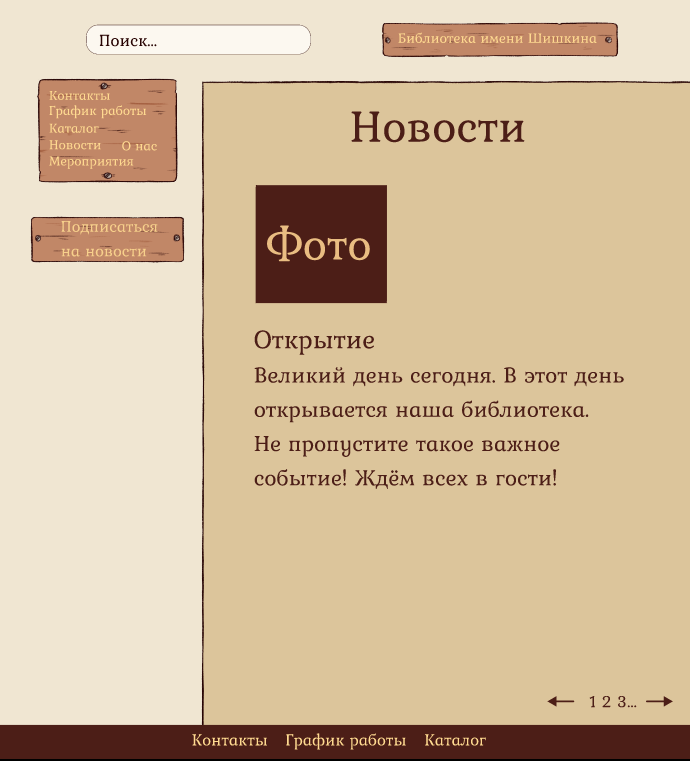 Поиск...
Библиотека имени Шишкина
Контакты
График работы
Каталог
Новости О нас
Мероприятия
Подписаться
на новости
Новости
Фото
Открытие
Великий день сегодня. В этот день
открывается наша библиотека.
Не пропустите такое важное
событие! Ждём всех в гости!
1 2 3...
Контакты График работы Каталог